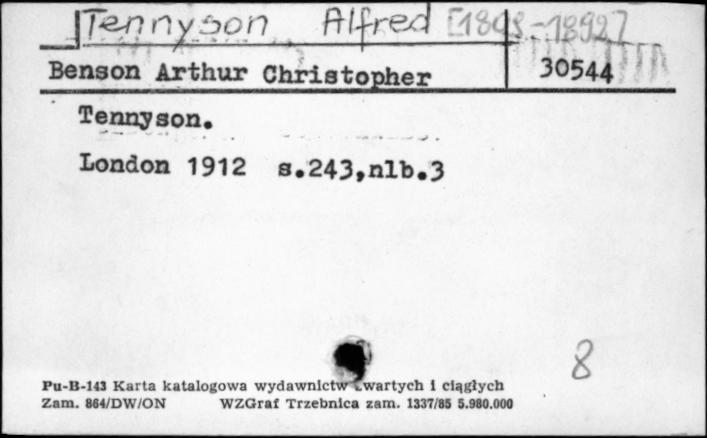 Tennyson Alfred [1808-1892]
Benson Arthur Christopher 30544
Tennyson.
London 1912 s.243,nlb.3
8
Pu-B-143 Karta katalogowa wydawnictw zwartych i ciągłych
Zam. 864/DW/ON WZGraf Trzebnica zam. 1337/85 5.980.000